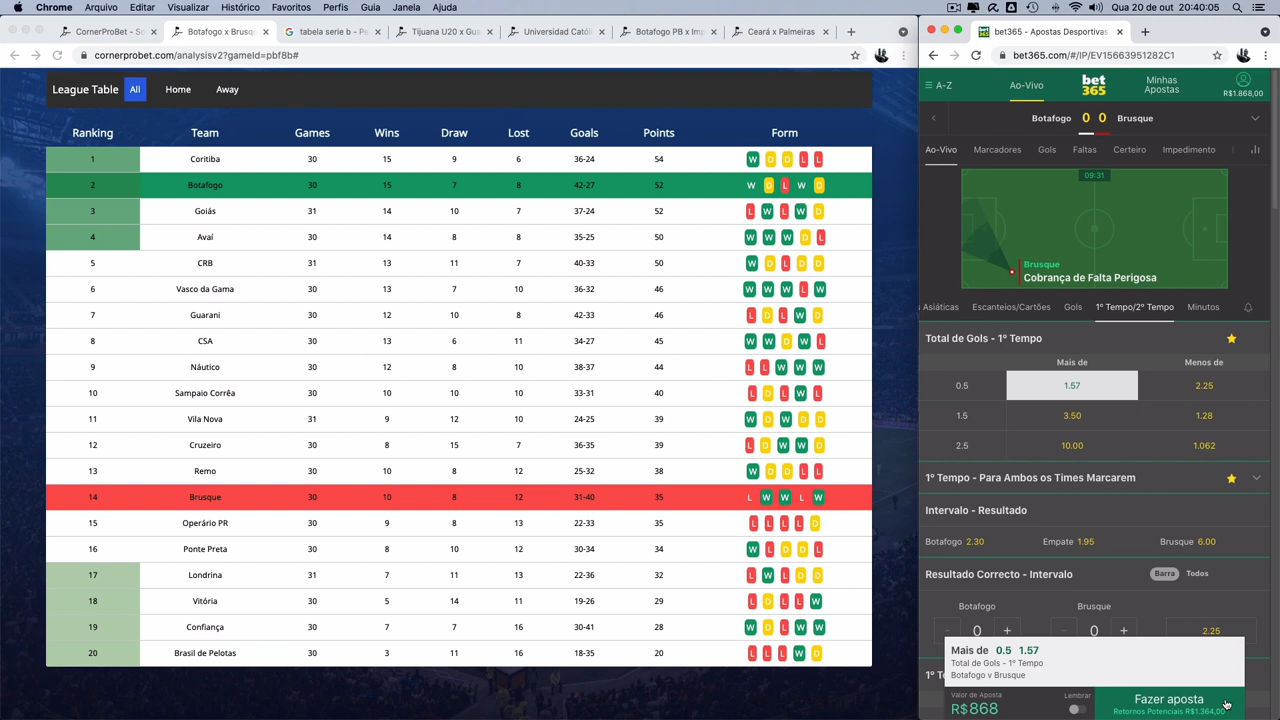 Chrome Arquivo Editar Visualizar Histórico Favoritos Perfis Guia Janela Ajuda
Qua 20 de out 20:40:05
CornerProBet - S
Botafogo x Brusq
tabela serie b - Pe
Tijuana U20 x Gua
Universidad Catól
Botafogo PB x Imp
Ceará x Palmeiras
cornerprobet.com/analysisv2?gameId=pbf8b#
League Table All Home Away
Ranking Team Games Wins Draw Lost Goals Points Form
1 Coritiba 30 15 9 6 36-24 54 W D D L L
2 Botafogo 30 15 7 8 42-27 52 W D L W D
3 Goiás 31 14 10 7 37-24 52 L W L W D
4 Avaí 30 14 8 8 35-25 50 W W W D L
5 CRB 31 13 11 7 40-33 50 W D L D D
6 Vasco da Gama 30 13 7 10 36-32 46 W W W L W
7 Guarani 30 12 10 8 42-33 46 L D L W D
8 CSA 30 13 6 11 34-27 45 W W D W L
9 Náutico 30 12 8 10 38-37 44 L L W W W
10 Sampaio Corrêa 30 10 10 10 33-31 40 L D L W L
11 Vila Nova 31 9 12 10 24-25 39 W D W D D
12 Cruzeiro 30 8 15 7 36-35 39 L D W W D
13 Remo 30 10 8 12 25-32 38 W D D L L
14 Brusque 30 10 8 12 31-40 35 L W W L W
15 Operário PR 30 9 8 13 22-33 35 L L L L D
16 Ponte Preta 30 8 10 12 30-34 34 W L D D L
17 Londrina 31 7 11 13 22-36 32 L W L D D
18 Vitória 30 5 14 11 19-26 29 L D L L W
19 Confiança 30 7 7 16 30-41 28 W D L W W
20 Brasil de Pelotas 30 3 11 16 18-35 20 L L L W D
bet365 - Apostas Desportivas
bet365.com/#/IP/EV15663951282C1
A-Z
Ao-Vivo
bet
365
Minhas
Apostas
R$1.868,00
Botafogo 0 0 Brusque
Ao-Vivo Marcadores Gols Faltas Certeiro Impedimento
09:31
Brusque
Cobrança de Falta Perigosa
s Asiáticas Escanteios/Cartões Gols 1º Tempo/2º Tempo Minutos
Total de Gols - 1º Tempo
Mais de Menos de
0.5 1.57 2.25
1.5 3.50 1.28
2.5 10.00 1.062
1º Tempo - Para Ambos os Times Marcarem
Intervalo - Resultado
Botafogo 2.30 Empate 1.95 Brusque 6.00
Resultado Correcto - Intervalo Barra Todos
Botafogo Brusque
− 0 + − 0 + 2.25
1º T
Mais de 0.5 1.57
Total de Gols - 1º Tempo
Botafogo v Brusque
Valor de Aposta
R$868
Lembrar
Fazer aposta
Retornos Potenciais R$1.364,00